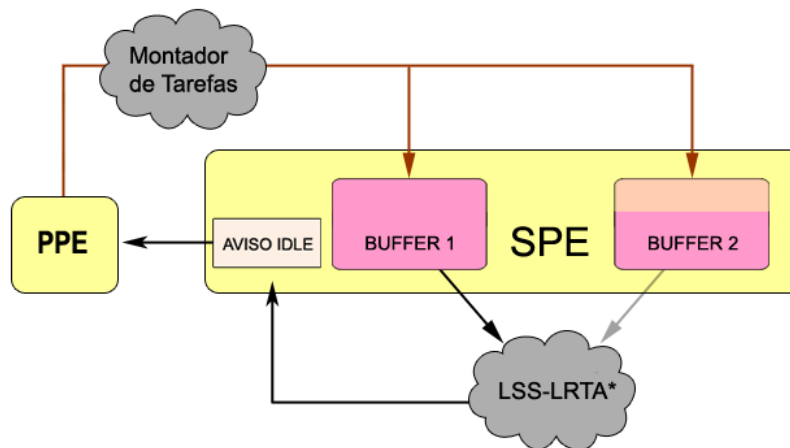 Montador
de Tarefas
PPE
AVISO IDLE
BUFFER 1
SPE
BUFFER 2
LSS-LRTA*